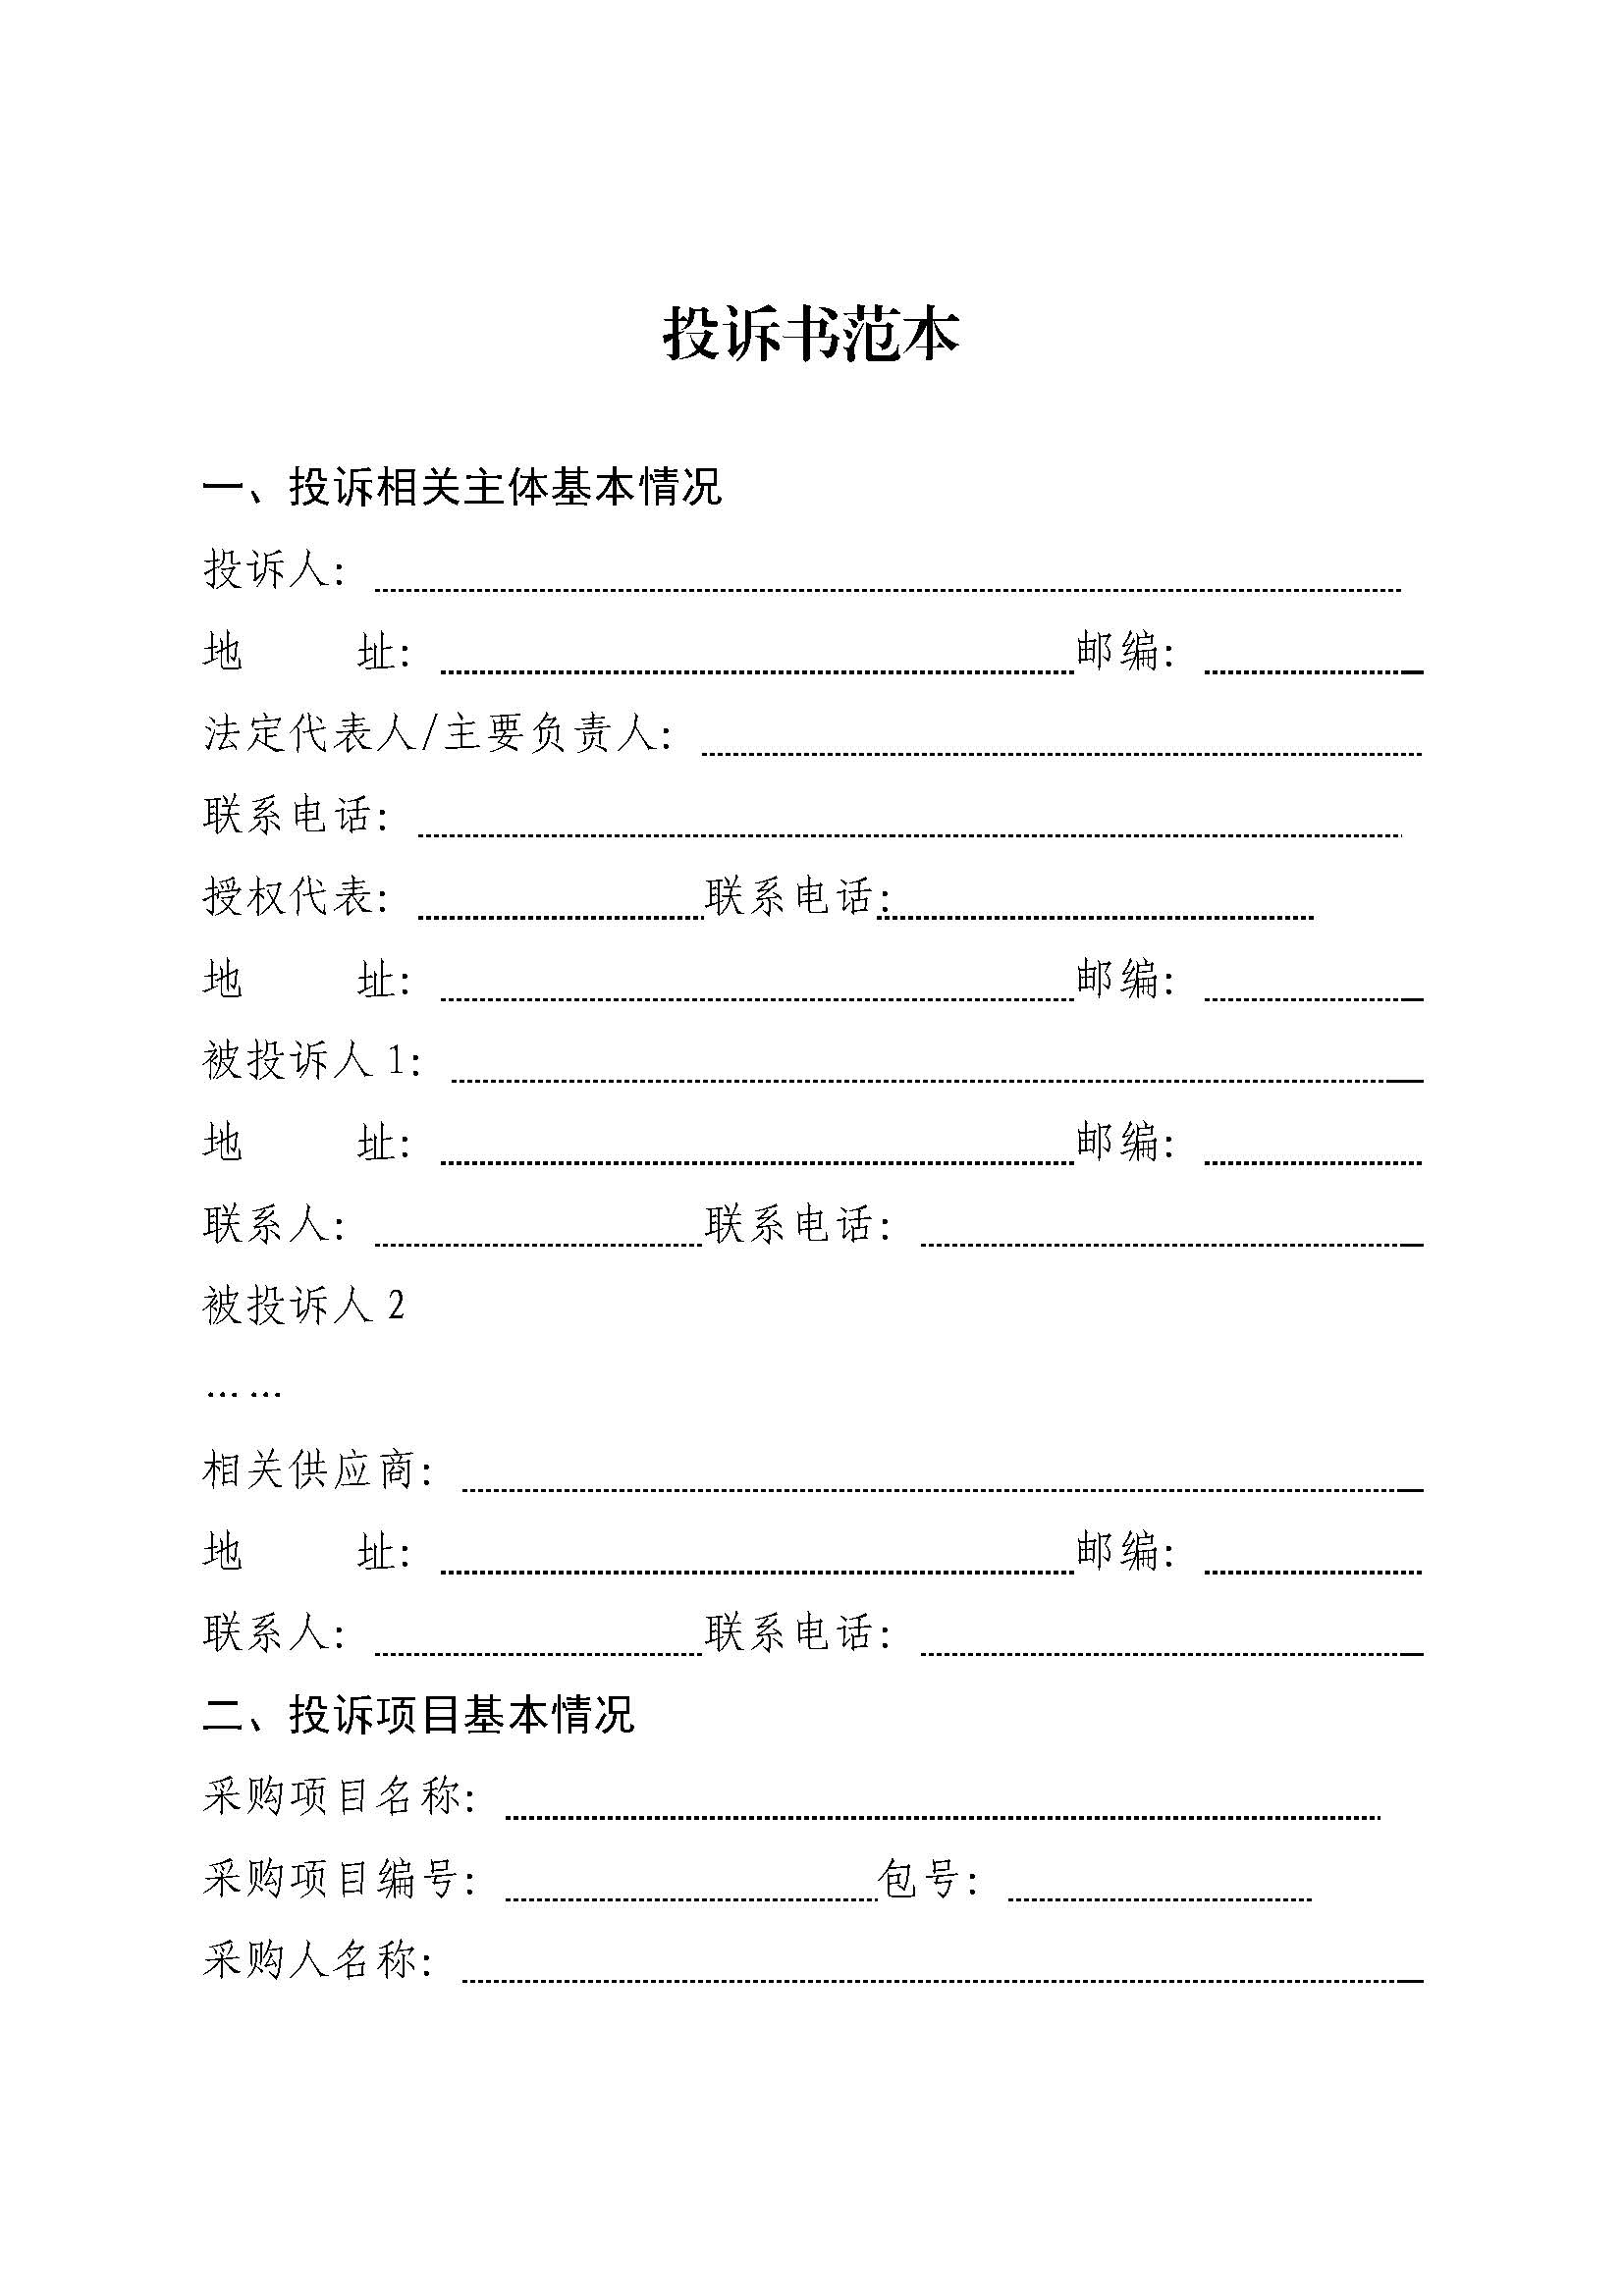 投诉书范本
一、投诉相关主体基本情况
投诉人：
地　　址：　　　　邮编：
法定代表人/主要负责人：
联系电话：
授权代表：　　　　联系电话：
地　　址：　　　　邮编：
被投诉人1：
地　　址：　　　　邮编：
联系人：　　　　联系电话：
被投诉人2
……
相关供应商：
地　　址：　　　　邮编：
联系人：　　　　联系电话：
二、投诉项目基本情况
采购项目名称：
采购项目编号：　　　　包号：
采购人名称：